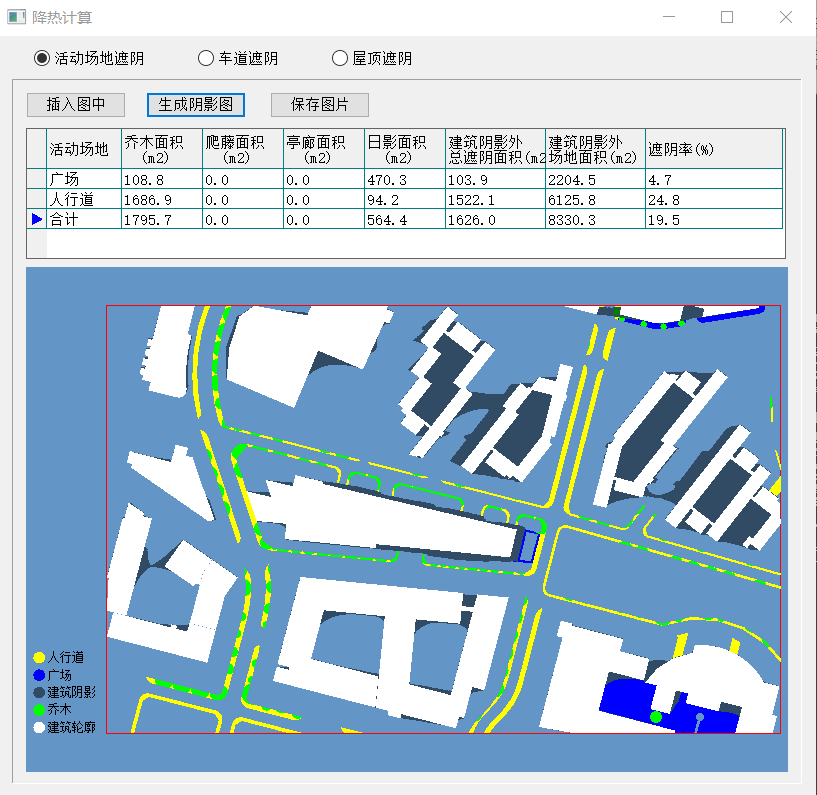 降热计算
活动场地遮阴 车道遮阴 屋顶遮阴
插入图中 生成阴影图 保存图片
活动场地 乔木面积(m2) 爬藤面积(m2) 亭廊面积(m2) 日影面积(m2) 建筑阴影外总遮阴面积(m2 建筑阴影外场地面积(m2) 遮阴率(%)
广场 108.8 0.0 0.0 470.3 103.9 2204.5 4.7
人行道 1686.9 0.0 0.0 94.2 1522.1 6125.8 24.8
合计 1795.7 0.0 0.0 564.4 1626.0 8330.3 19.5
人行道
广场
建筑阴影
乔木
建筑轮廓